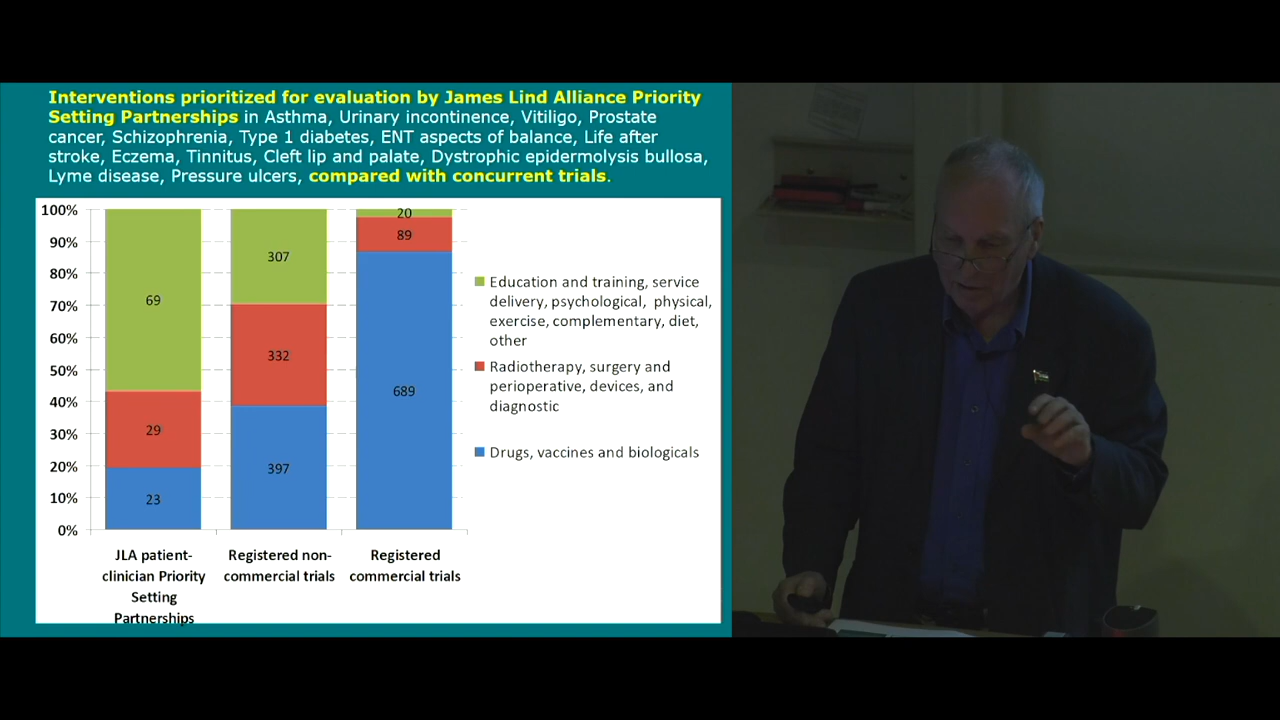 Interventions prioritized for evaluation by James Lind Alliance Priority
Setting Partnerships in Asthma, Urinary incontinence, Vitiligo, Prostate
cancer, Schizophrenia, Type 1 diabetes, ENT aspects of balance, Life after
stroke, Eczema, Tinnitus, Cleft lip and palate, Dystrophic epidermolysis bullosa,
Lyme disease, Pressure ulcers, compared with concurrent trials.
100%
90%
80%
70%
60%
50%
40%
30%
20%
10%
0%
69
29
23
307
332
397
20
89
689
JLA patient-
clinician Priority
Setting
Partnerships
Registered non-
commercial trials
Registered
commercial trials
Education and training, service
delivery, psychological, physical,
exercise, complementary, diet,
other
Radiotherapy, surgery and
perioperative, devices, and
diagnostic
Drugs, vaccines and biologicals